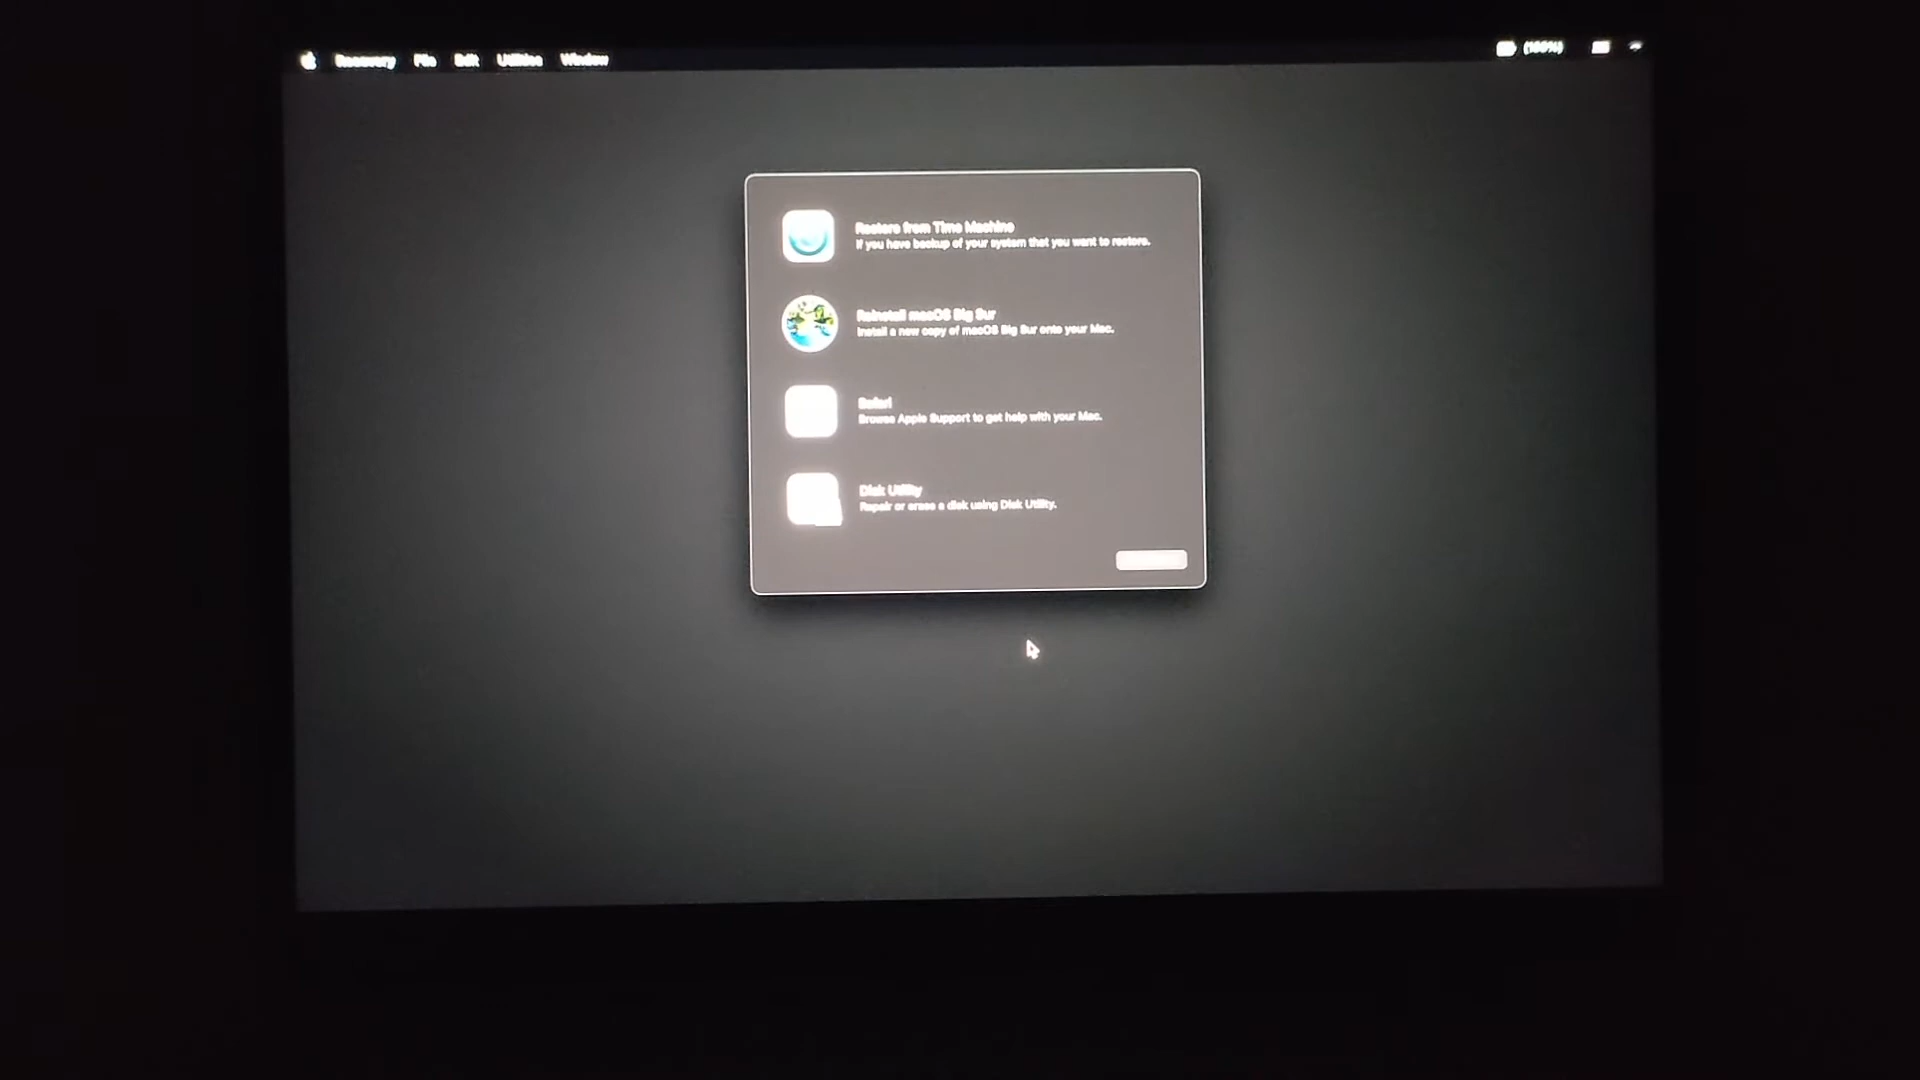 Recovery File Edit Utilities Window
(100%)
Restore from Time Machine
If you have backup of your system that you want to restore.
Reinstall macOS Big Sur
Install a new copy of macOS Big Sur onto your Mac.
Safari
Browse Apple Support to get help with your Mac.
Disk Utility
Repair or erase a disk using Disk Utility.